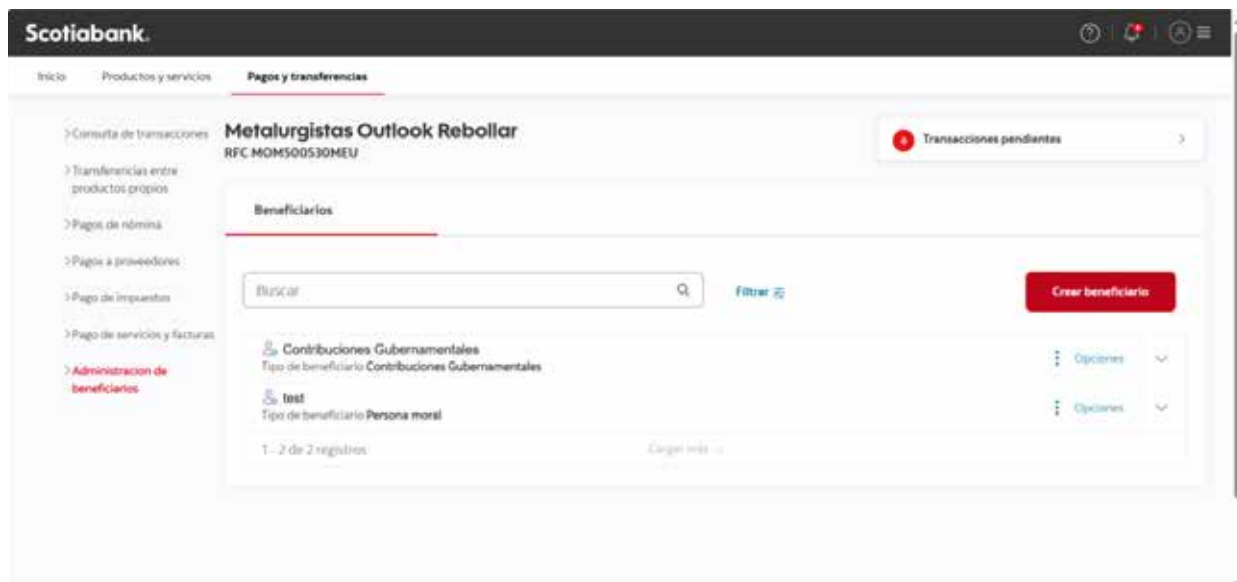 Scotiabank.
Inicio Productos y servicios Pagos y transferencias
> Consulta de transacciones
> Transferencias entre
productos propios
> Pagos de nómina
> Pagos a proveedores
> Pago de impuestos
> Pago de servicios y facturas
> Administracion de
beneficiarios
Metalurgistas Outlook Rebollar
RFC MOM500530MEU
Transacciones pendientes
Beneficiarios
Buscar
Filtrar
Crear beneficiario
Contribuciones Gubernamentales
Tipo de beneficiario Contribuciones Gubernamentales
Opciones
test
Tipo de beneficiario Persona moral
Opciones
1 - 2 de 2 registros
Cargar más